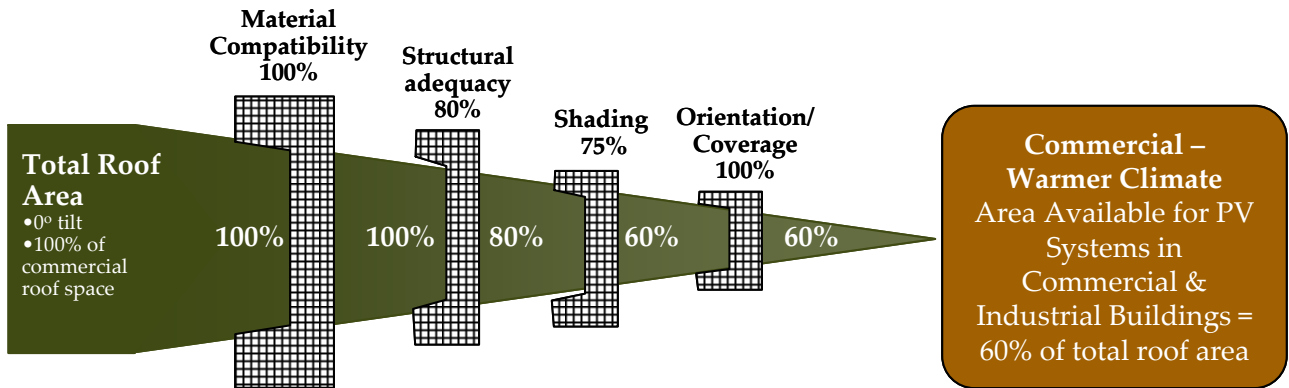 Material
Compatibility
100%
Structural
adequacy
80%
Shading
75%
Orientation/
Coverage
100%
Total Roof
Area
•0º tilt
•100% of
commercial
roof space
100%
100%
80%
60%
60%
Commercial –
Warmer Climate
Area Available for PV
Systems in
Commercial &
Industrial Buildings =
60% of total roof area